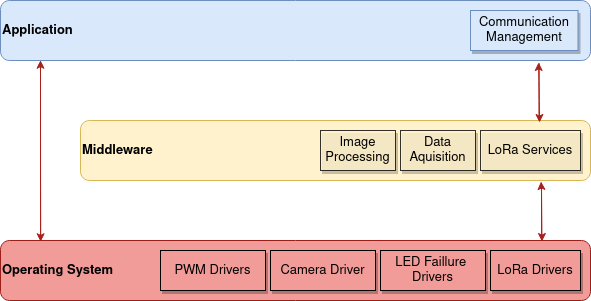 Application
Communication
Management
Middleware
Image
Processing
Data
Aquisition
LoRa Services
Operating System
PWM Drivers
Camera Driver
LED Faillure
Drivers
LoRa Drivers